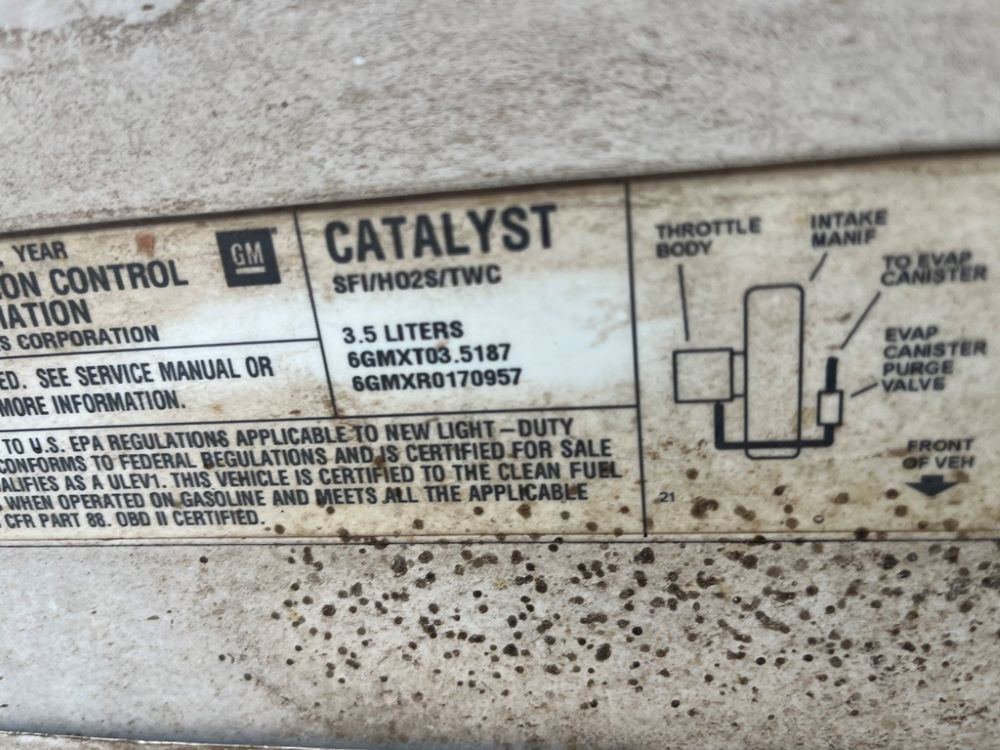 YEAR
ON CONTROL
ATION
S CORPORATION
GM
CATALYST
SFI/HO2S/TWC
3.5 LITERS
6GMXT03.5187
6GMXR0170957
ED. SEE SERVICE MANUAL OR
MORE INFORMATION.
TO U.S. EPA REGULATIONS APPLICABLE TO NEW LIGHT-DUTY
CONFORMS TO FEDERAL REGULATIONS AND IS CERTIFIED FOR SALE
ALIFIES AS A ULEV1. THIS VEHICLE IS CERTIFIED TO THE CLEAN FUEL
WHEN OPERATED ON GASOLINE AND MEETS ALL THE APPLICABLE
CFR PART 88. OBD II CERTIFIED.
THROTTLE
BODY
INTAKE
MANIF
TO EVAP
CANISTER
EVAP
CANISTER
PURGE
VALVE
FRONT
OF VEH
21